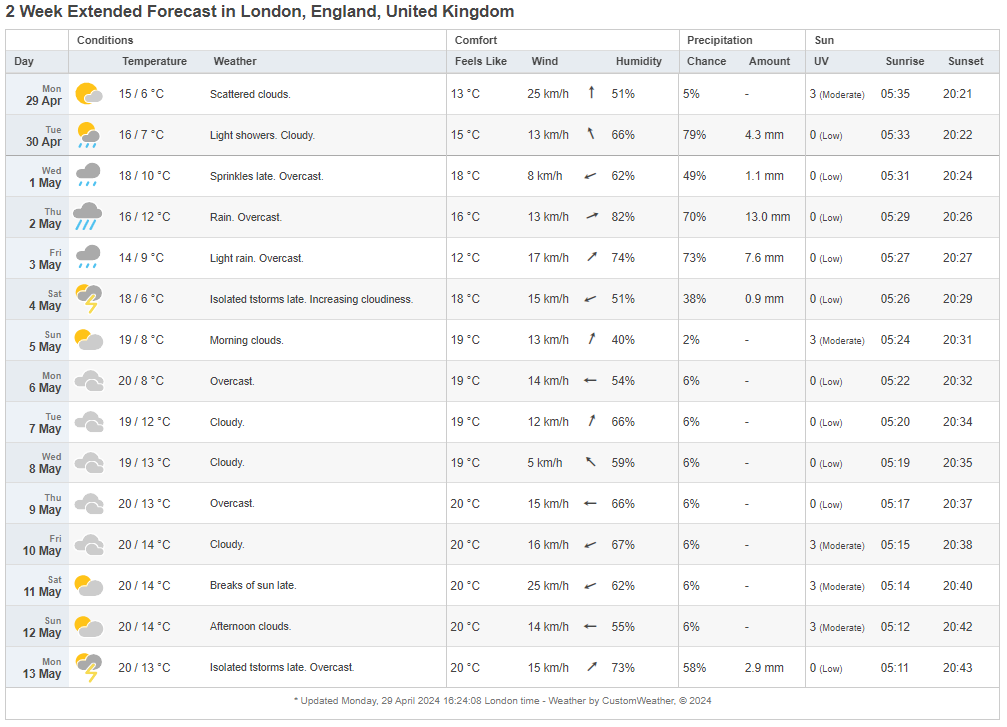 2 Week Extended Forecast in London, England, United Kingdom
Conditions Comfort Precipitation Sun
Day Temperature Weather Feels Like Wind Humidity Chance Amount UV Sunrise Sunset
Mon
29 Apr 15 / 6 °C Scattered clouds. 13 °C 25 km/h ↑ 51% 5% - 3 (Moderate) 05:35 20:21
Tue
30 Apr 16 / 7 °C Light showers. Cloudy. 15 °C 13 km/h ↑ 66% 79% 4.3 mm 0 (Low) 05:33 20:22
Wed
1 May 18 / 10 °C Sprinkles late. Overcast. 18 °C 8 km/h ↑ 62% 49% 1.1 mm 0 (Low) 05:31 20:24
Thu
2 May 16 / 12 °C Rain. Overcast. 16 °C 13 km/h ↑ 82% 70% 13.0 mm 0 (Low) 05:29 20:26
Fri
3 May 14 / 9 °C Light rain. Overcast. 12 °C 17 km/h ↑ 74% 73% 7.6 mm 0 (Low) 05:27 20:27
Sat
4 May 18 / 6 °C Isolated tstorms late. Increasing cloudiness. 18 °C 15 km/h ↑ 51% 38% 0.9 mm 0 (Low) 05:26 20:29
Sun
5 May 19 / 8 °C Morning clouds. 19 °C 13 km/h ↑ 40% 2% - 3 (Moderate) 05:24 20:31
Mon
6 May 20 / 8 °C Overcast. 19 °C 14 km/h ↑ 54% 6% - 0 (Low) 05:22 20:32
Tue
7 May 19 / 12 °C Cloudy. 19 °C 12 km/h ↑ 66% 6% - 0 (Low) 05:20 20:34
Wed
8 May 19 / 13 °C Cloudy. 19 °C 5 km/h ↑ 59% 6% - 0 (Low) 05:19 20:35
Thu
9 May 20 / 13 °C Overcast. 20 °C 15 km/h ↑ 66% 6% - 0 (Low) 05:17 20:37
Fri
10 May 20 / 14 °C Cloudy. 20 °C 16 km/h ↑ 67% 6% - 3 (Moderate) 05:15 20:38
Sat
11 May 20 / 14 °C Breaks of sun late. 20 °C 25 km/h ↑ 62% 6% - 3 (Moderate) 05:14 20:40
Sun
12 May 20 / 14 °C Afternoon clouds. 20 °C 14 km/h ↑ 55% 6% - 3 (Moderate) 05:12 20:42
Mon
13 May 20 / 13 °C Isolated tstorms late. Overcast. 20 °C 15 km/h ↑ 73% 58% 2.9 mm 0 (Low) 05:11 20:43
* Updated Monday, 29 April 2024 16:24:08 London time - Weather by CustomWeather, © 2024